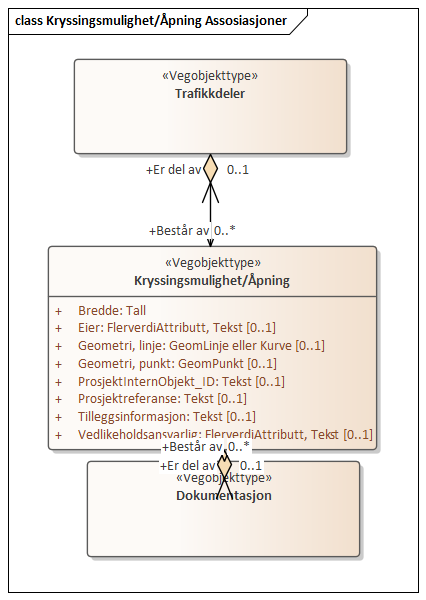 class Kryssingsmulighet/Åpning Assosiasjoner
«Vegobjekttype»
Trafikkdeler
+Er del av 0..1
+Består av 0..*
«Vegobjekttype»
Kryssingsmulighet/Åpning
+ Bredde: Tall
+ Eier: FlerverdiAttributt, Tekst [0..1]
+ Geometri, linje: GeomLinje eller Kurve [0..1]
+ Geometri, punkt: GeomPunkt [0..1]
+ ProsjektInternObjekt_ID: Tekst [0..1]
+ Prosjektreferanse: Tekst [0..1]
+ Tilleggsinformasjon: Tekst [0..1]
+ Vedlikeholdsansvarlig: FlerverdiAttributt, Tekst [0..1]
+Består av 0..*
+Er del av 0..1
«Vegobjekttype»
Dokumentasjon